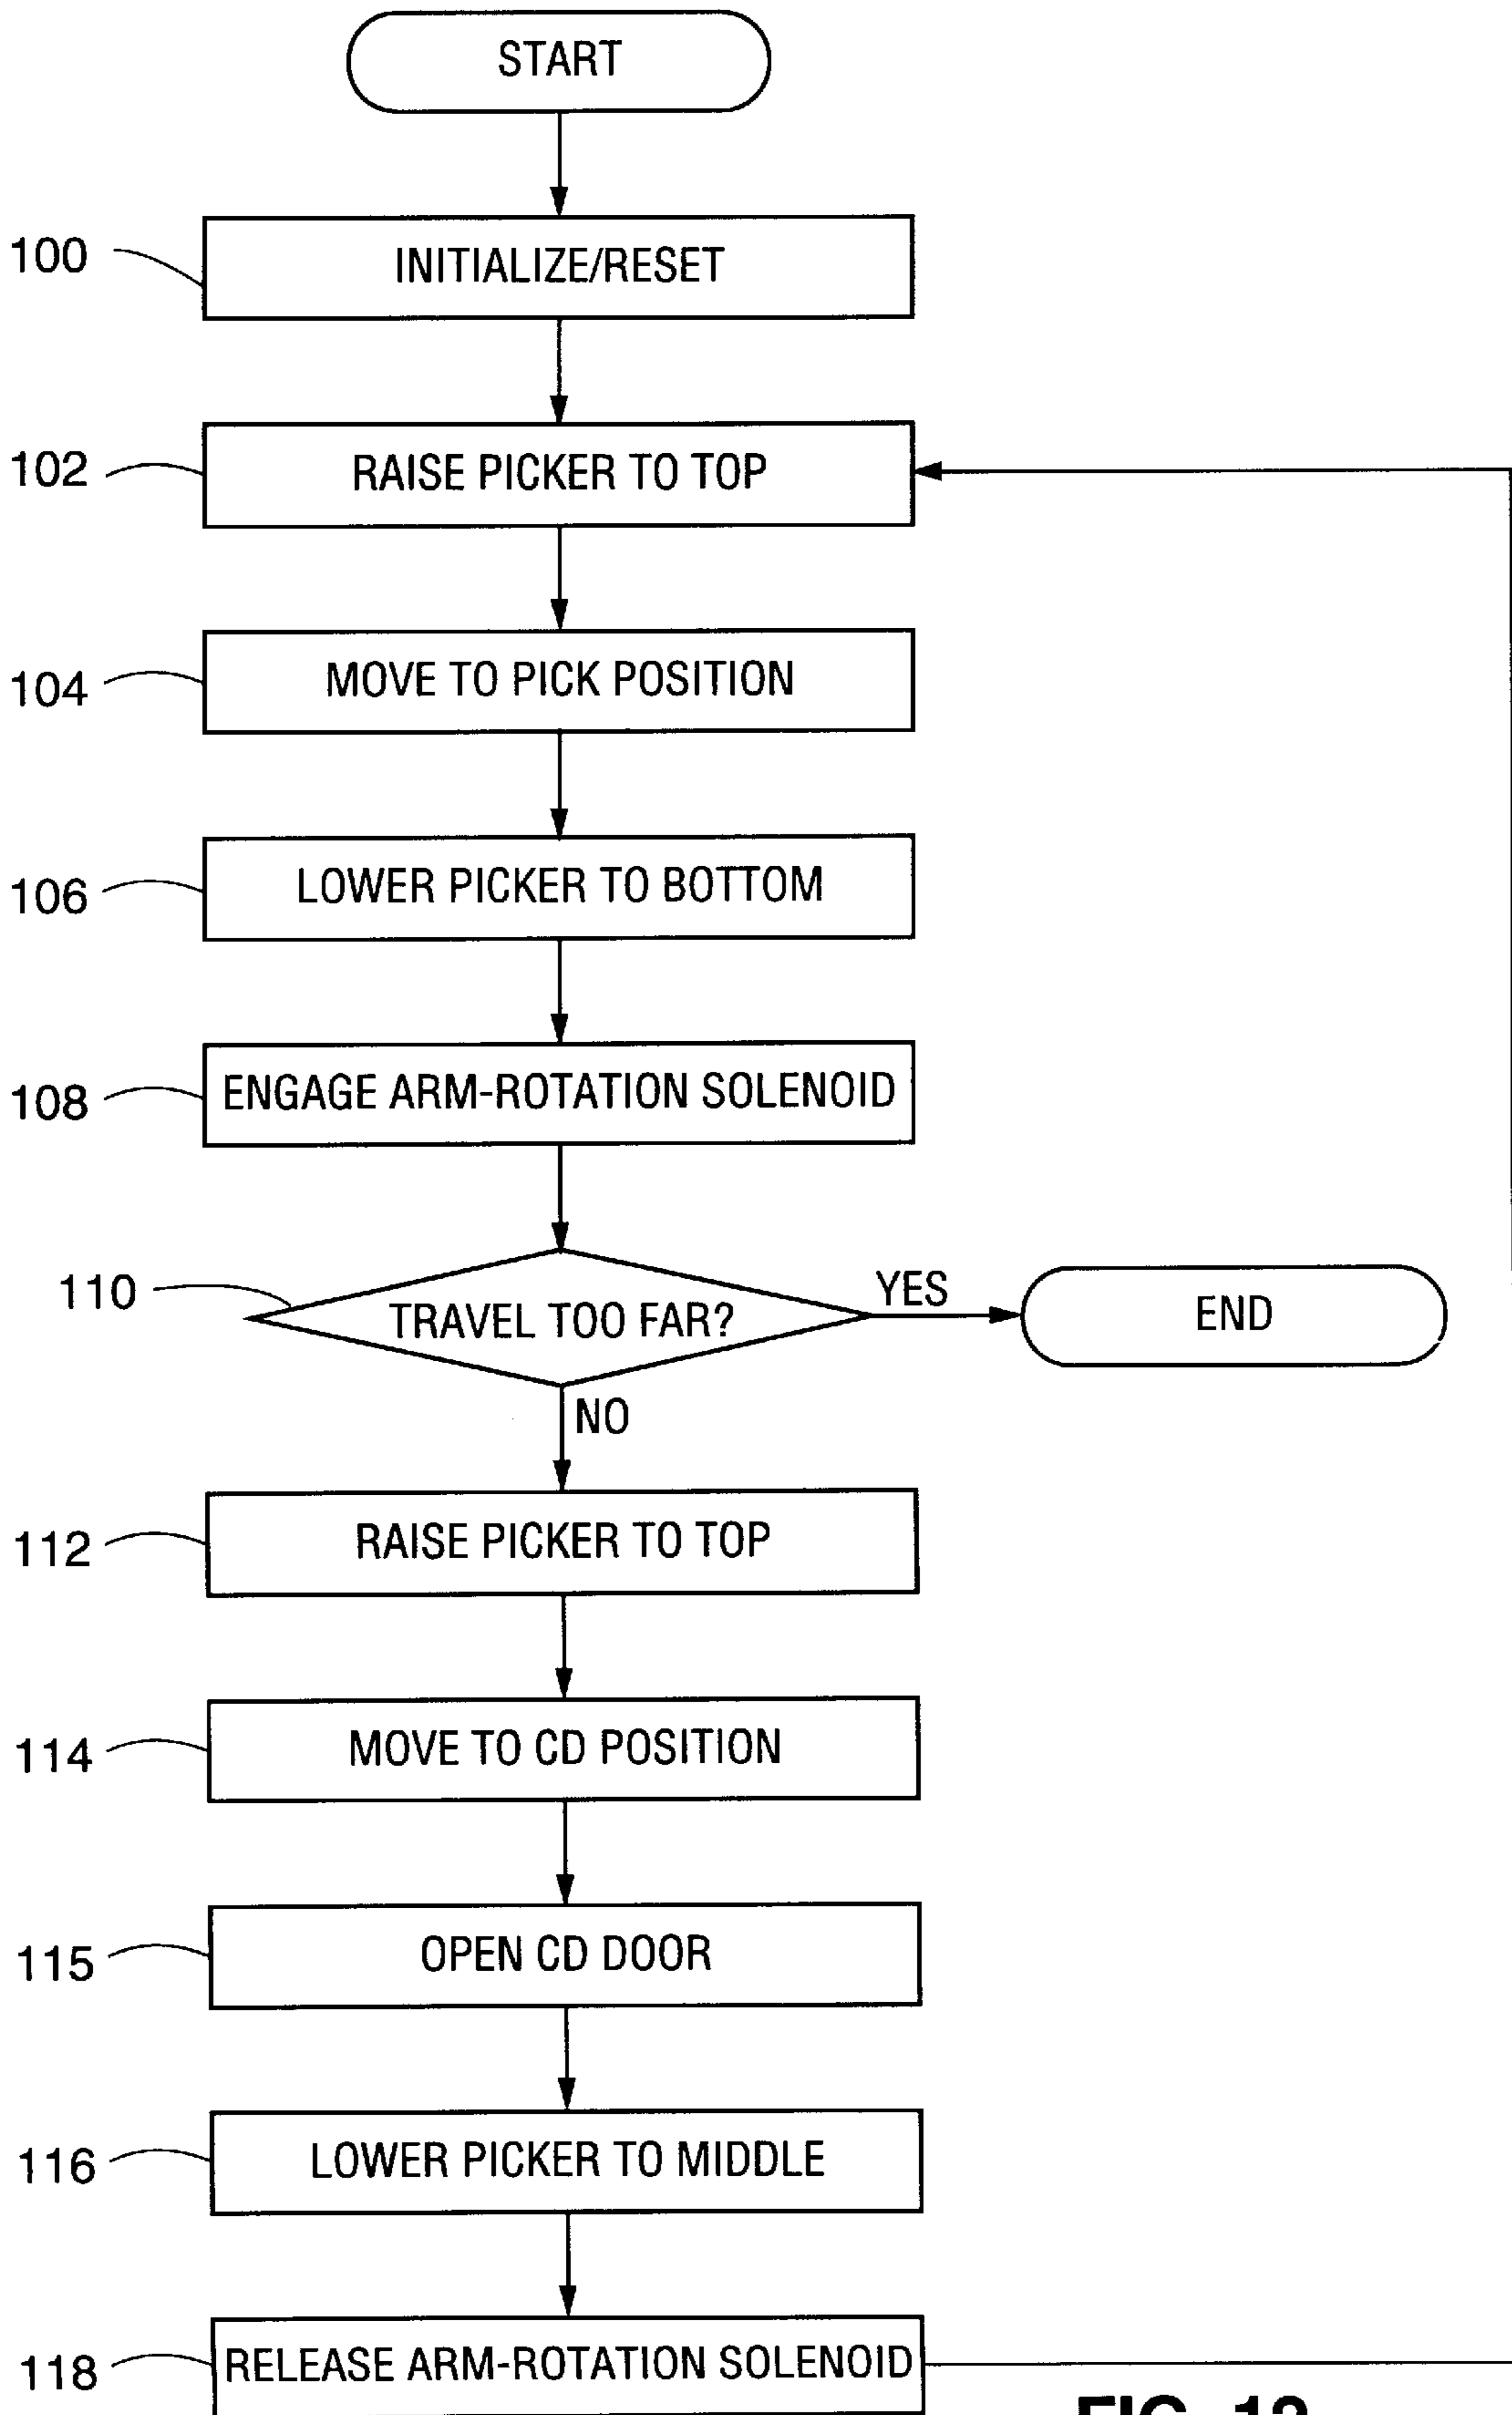 START
100
INITIALIZE/RESET
102
RAISE PICKER TO TOP
104
MOVE TO PICK POSITION
106
LOWER PICKER TO BOTTOM
108
ENGAGE ARM-ROTATION SOLENOID
110
TRAVEL TOO FAR?
YES
END
NO
112
RAISE PICKER TO TOP
114
MOVE TO CD POSITION
115
OPEN CD DOOR
116
LOWER PICKER TO MIDDLE
118
RELEASE ARM-ROTATION SOLENOID
FIG.